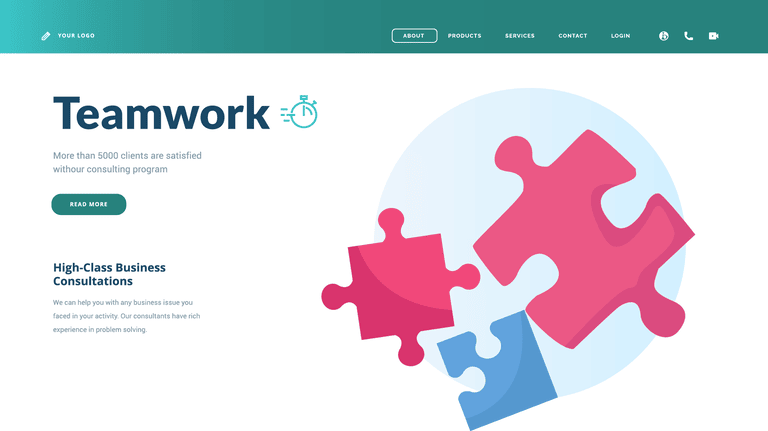 YOUR LOGO
ABOUT PRODUCTS SERVICES CONTACT LOGIN
Teamwork
More than 5000 clients are satisfied
withour consulting program
READ MORE
High-Class Business
Consultations
We can help you with any business issue you
faced in your activity. Our consultants have rich
experience in problem solving.